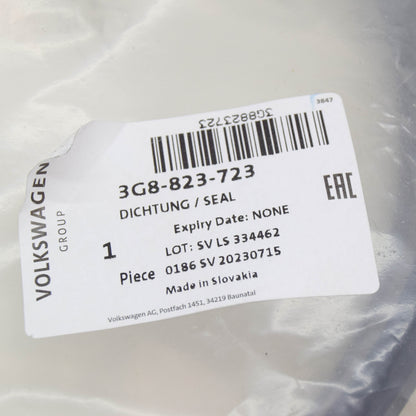 3847
3G8823723
3G8-823-723
DICHTUNG / SEAL
EAC
Expiry Date: NONE
1
LOT: SV LS 334462
Piece
0186 SV 20230715
Made in Slovakia
VOLKSWAGEN
GROUP
Volkswagen AG, Postfach 1451, 34219 Baunatal